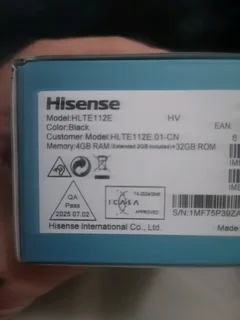 Hisense
Model:HLTE112E HV
Color:Black EAN:
Customer Model: HLTE112E.01-CN
Memory:4GB RAM (Extended 2GB included)+32GB ROM
QA
Pass
2025.07.02
ICASA
APPROVED
S/N:1MF75P39ZA
Hisense International Co., Ltd. Made